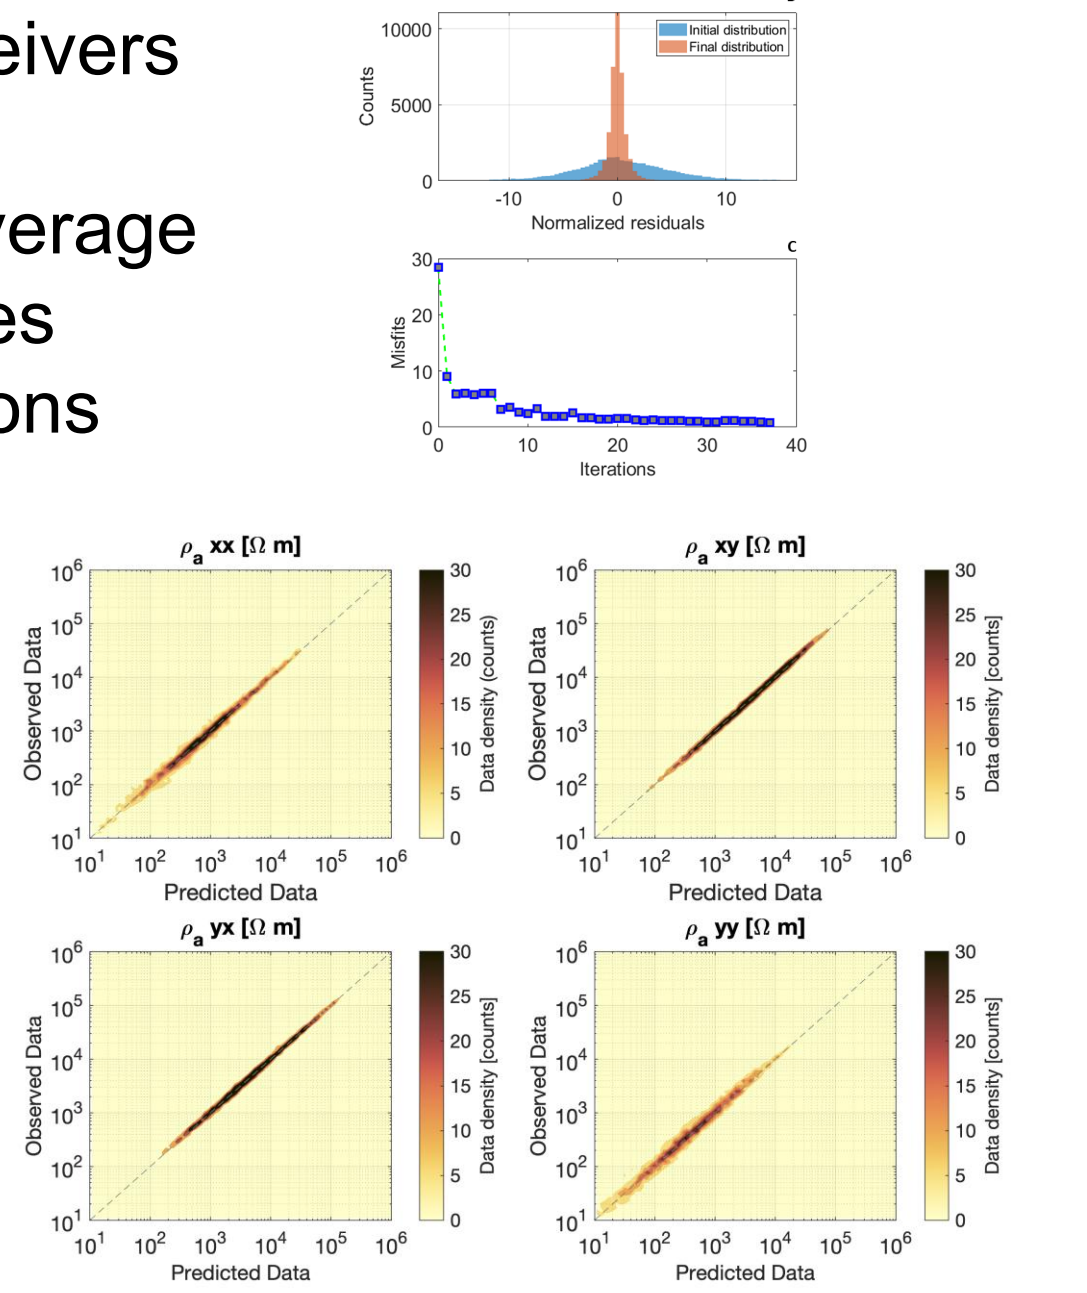 eivers
verage
es
ons
10000
5000
0
Counts
Initial distribution
Final distribution
-10 0 10
Normalized residuals
c
30
20
10
0
Misfits
0 10 20 30 40
Iterations
ρa xx [Ω m]
10^6
10^5
10^4
10^3
10^2
10^1
Observed Data
10^1 10^2 10^3 10^4 10^5 10^6
Predicted Data
30
25
20
15
10
5
0
Data density (counts)
ρa xy [Ω m]
10^6
10^5
10^4
10^3
10^2
10^1
Observed Data
10^1 10^2 10^3 10^4 10^5 10^6
Predicted Data
30
25
20
15
10
5
0
Data density [counts]
ρa yx [Ω m]
10^6
10^5
10^4
10^3
10^2
10^1
Observed Data
10^1 10^2 10^3 10^4 10^5 10^6
Predicted Data
30
25
20
15
10
5
0
Data density [counts]
ρa yy [Ω m]
10^6
10^5
10^4
10^3
10^2
10^1
Observed Data
10^1 10^2 10^3 10^4 10^5 10^6
Predicted Data
30
25
20
15
10
5
0
Data density [counts]